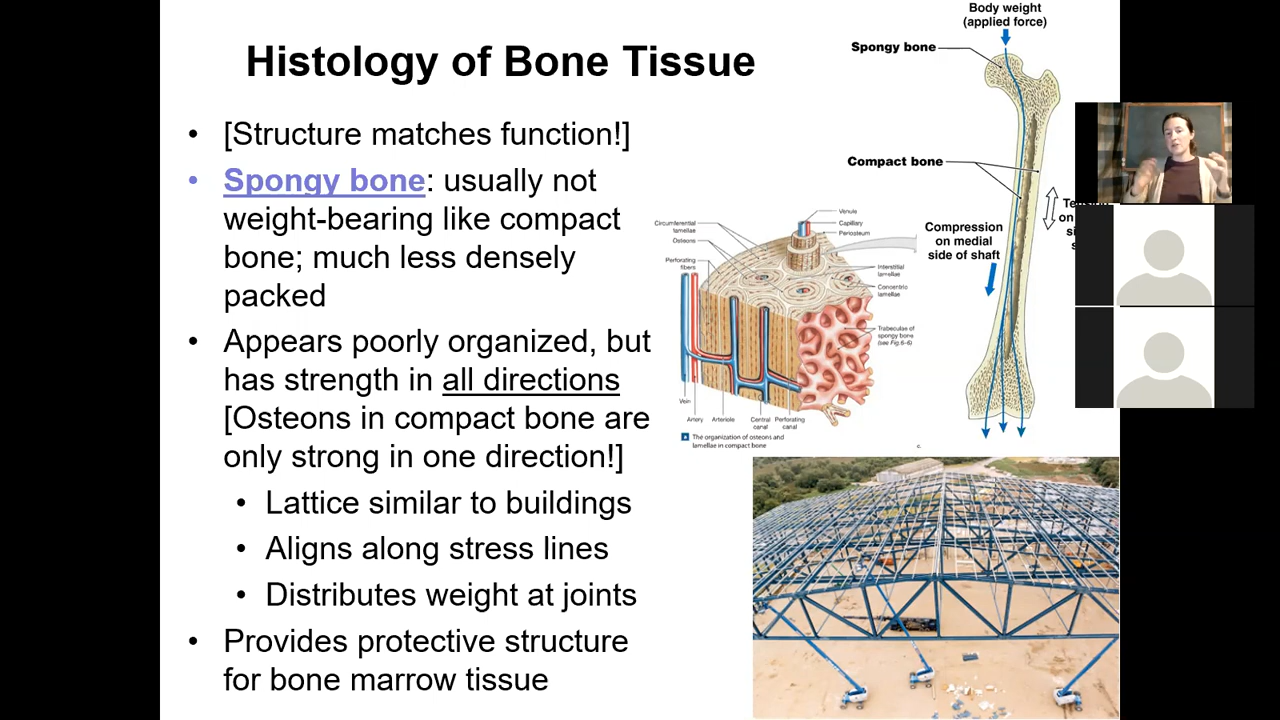 Histology of Bone Tissue
• [Structure matches function!]
• Spongy bone: usually not
weight-bearing like compact
bone; much less densely
packed
• Appears poorly organized, but
has strength in all directions
[Osteons in compact bone are
only strong in one direction!]
• Lattice similar to buildings
• Aligns along stress lines
• Distributes weight at joints
• Provides protective structure
for bone marrow tissue
Venule
Capillary
Periosteum
Circumferential
lamellae
Osteons
Perforating
fibers
Interstitial
lamellae
Concentric
lamellae
Trabeculae of
spongy bone
(see Fig.6–6)
Vein
Artery
Arteriole
Central
canal
Perforating
canal
a The organization of osteons and
lamellae in compact bone
Body weight
(applied force)
Spongy bone
Compact bone
Compression
on medial
side of shaft
on
c.